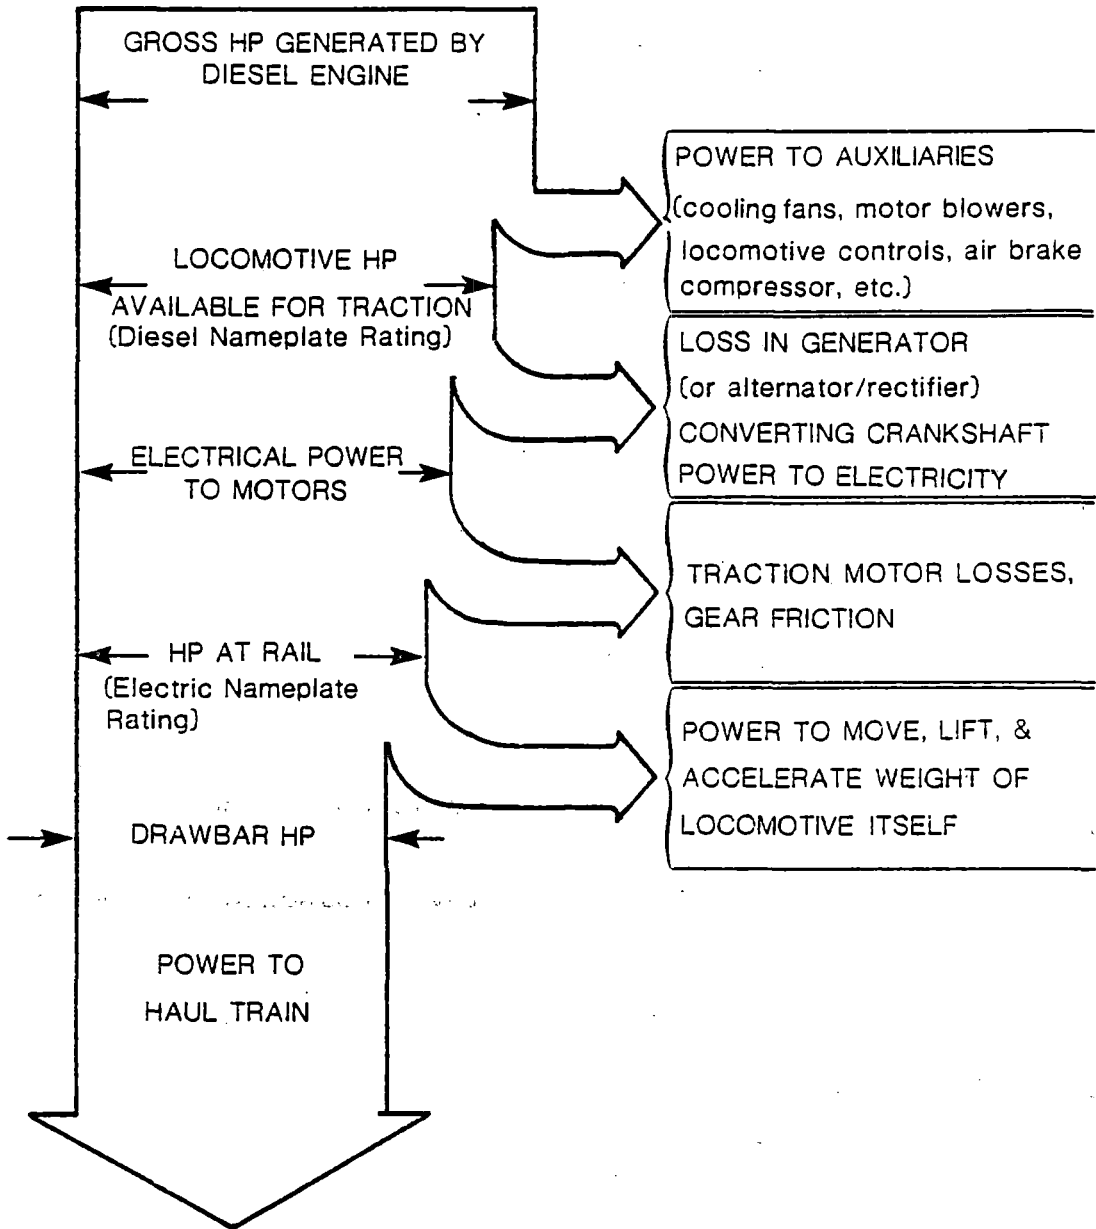 GROSS HP GENERATED BY
DIESEL ENGINE
POWER TO AUXILIARIES
(cooling fans, motor blowers,
locomotive controls, air brake
compressor, etc.)
LOCOMOTIVE HP
AVAILABLE FOR TRACTION
(Diesel Nameplate Rating)
LOSS IN GENERATOR
(or alternator/rectifier)
CONVERTING CRANKSHAFT
POWER TO ELECTRICITY
ELECTRICAL POWER
TO MOTORS
TRACTION MOTOR LOSSES,
GEAR FRICTION
HP AT RAIL
(Electric Nameplate
Rating)
POWER TO MOVE, LIFT, &
ACCELERATE WEIGHT OF
LOCOMOTIVE ITSELF
DRAWBAR HP
POWER TO
HAUL TRAIN